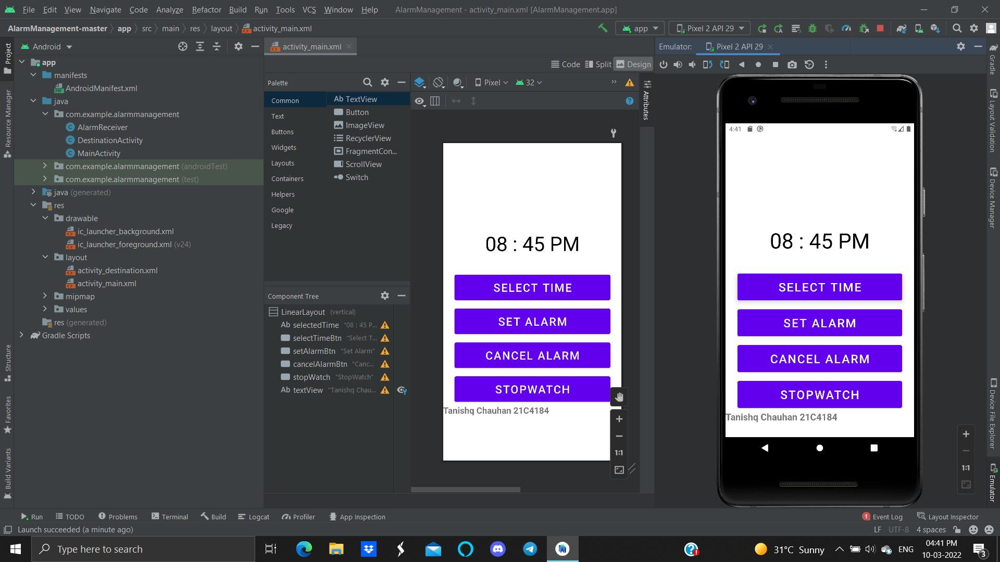 File Edit View Navigate Code Analyze Refactor Build Run Tools VCS Window Help AlarmManagement - activity_main.xml [AlarmManagement.app]
AlarmManagement-master app src main res layout activity_main.xml app Pixel 2 API 29
Project
Resource Manager
Structure
Favorites
Build Variants
Android
app
manifests
AndroidManifest.xml
java
com.example.alarmmanagement
AlarmReceiver
DestinationActivity
MainActivity
com.example.alarmmanagement (androidTest)
com.example.alarmmanagement (test)
java (generated)
res
drawable
ic_launcher_background.xml
ic_launcher_foreground.xml (v24)
layout
activity_destination.xml
activity_main.xml
mipmap
values
res (generated)
Gradle Scripts
activity_main.xml
Code Split Design
Palette
Common
Text
Buttons
Widgets
Layouts
Containers
Helpers
Google
Legacy
Ab TextView
Button
ImageView
RecyclerView
FragmentCon...
ScrollView
Switch
Component Tree
LinearLayout (vertical)
Ab selectedTime "08 : 45 P...
selectTimeBtn "Select T...
setAlarmBtn "Set Alarm"
cancelAlarmBtn "Canc...
stopWatch "StopWatch"
Ab textView "Tanishq Chau...
Pixel 32
Attributes
08 : 45 PM
SELECT TIME
SET ALARM
CANCEL ALARM
STOPWATCH
Tanishq Chauhan 21C4184
1:1
Emulator: Pixel 2 API 29
4:41
08 : 45 PM
SELECT TIME
SET ALARM
CANCEL ALARM
STOPWATCH
Tanishq Chauhan 21C4184
1:1
Gradle
Layout Validation
Device Manager
Device File Explorer
Emulator
Run TODO Problems Terminal Build Logcat Profiler App Inspection 1 Event Log Layout Inspector
Launch succeeded (a minute ago) LF UTF-8 4 spaces
Type here to search
31°C Sunny ENG
04:41 PM
10-03-2022
3